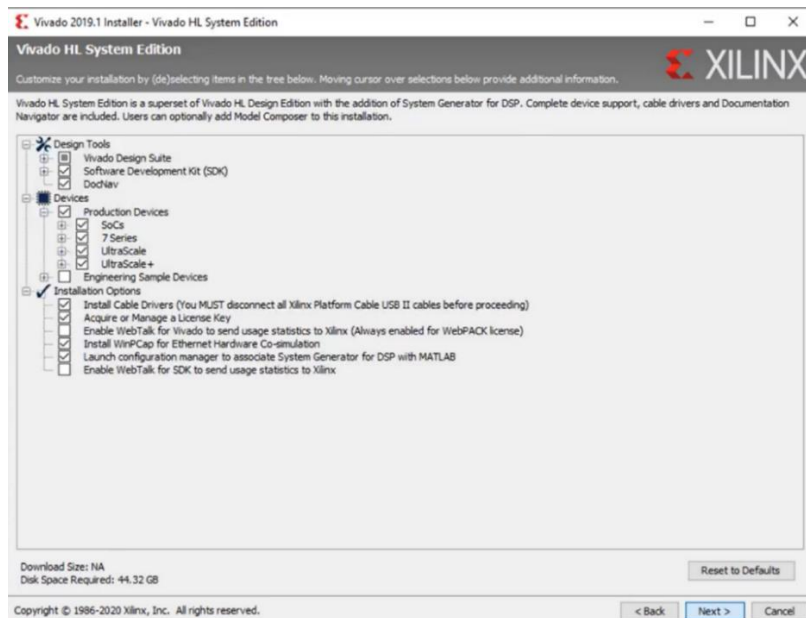 Vivado 2019.1 Installer - Vivado HL System Edition
Vivado HL System Edition
XILINX
Customize your installation by (de)selecting items in the tree below. Moving cursor over selections below provide additional information.
Vivado HL System Edition is a superset of Vivado HL Design Edition with the addition of System Generator for DSP. Complete device support, cable drivers and Documentation
Navigator are included. Users can optionally add Model Composer to this installation.
Design Tools
Vivado Design Suite
Software Development Kit (SDK)
DocNav
Devices
Production Devices
SoCs
7 Series
UltraScale
UltraScale+
Engineering Sample Devices
Installation Options
Install Cable Drivers (You MUST disconnect all Xilinx Platform Cable USB II cables before proceeding)
Acquire or Manage a License Key
Enable WebTalk for Vivado to send usage statistics to Xilinx (Always enabled for WebPACK license)
Install WinPCap for Ethernet Hardware Co-simulation
Launch configuration manager to associate System Generator for DSP with MATLAB
Enable WebTalk for SDK to send usage statistics to Xilinx
Download Size: NA
Disk Space Required: 44.32 GB
Reset to Defaults
Copyright © 1986-2020 Xilinx, Inc. All rights reserved.
< Back Next > Cancel